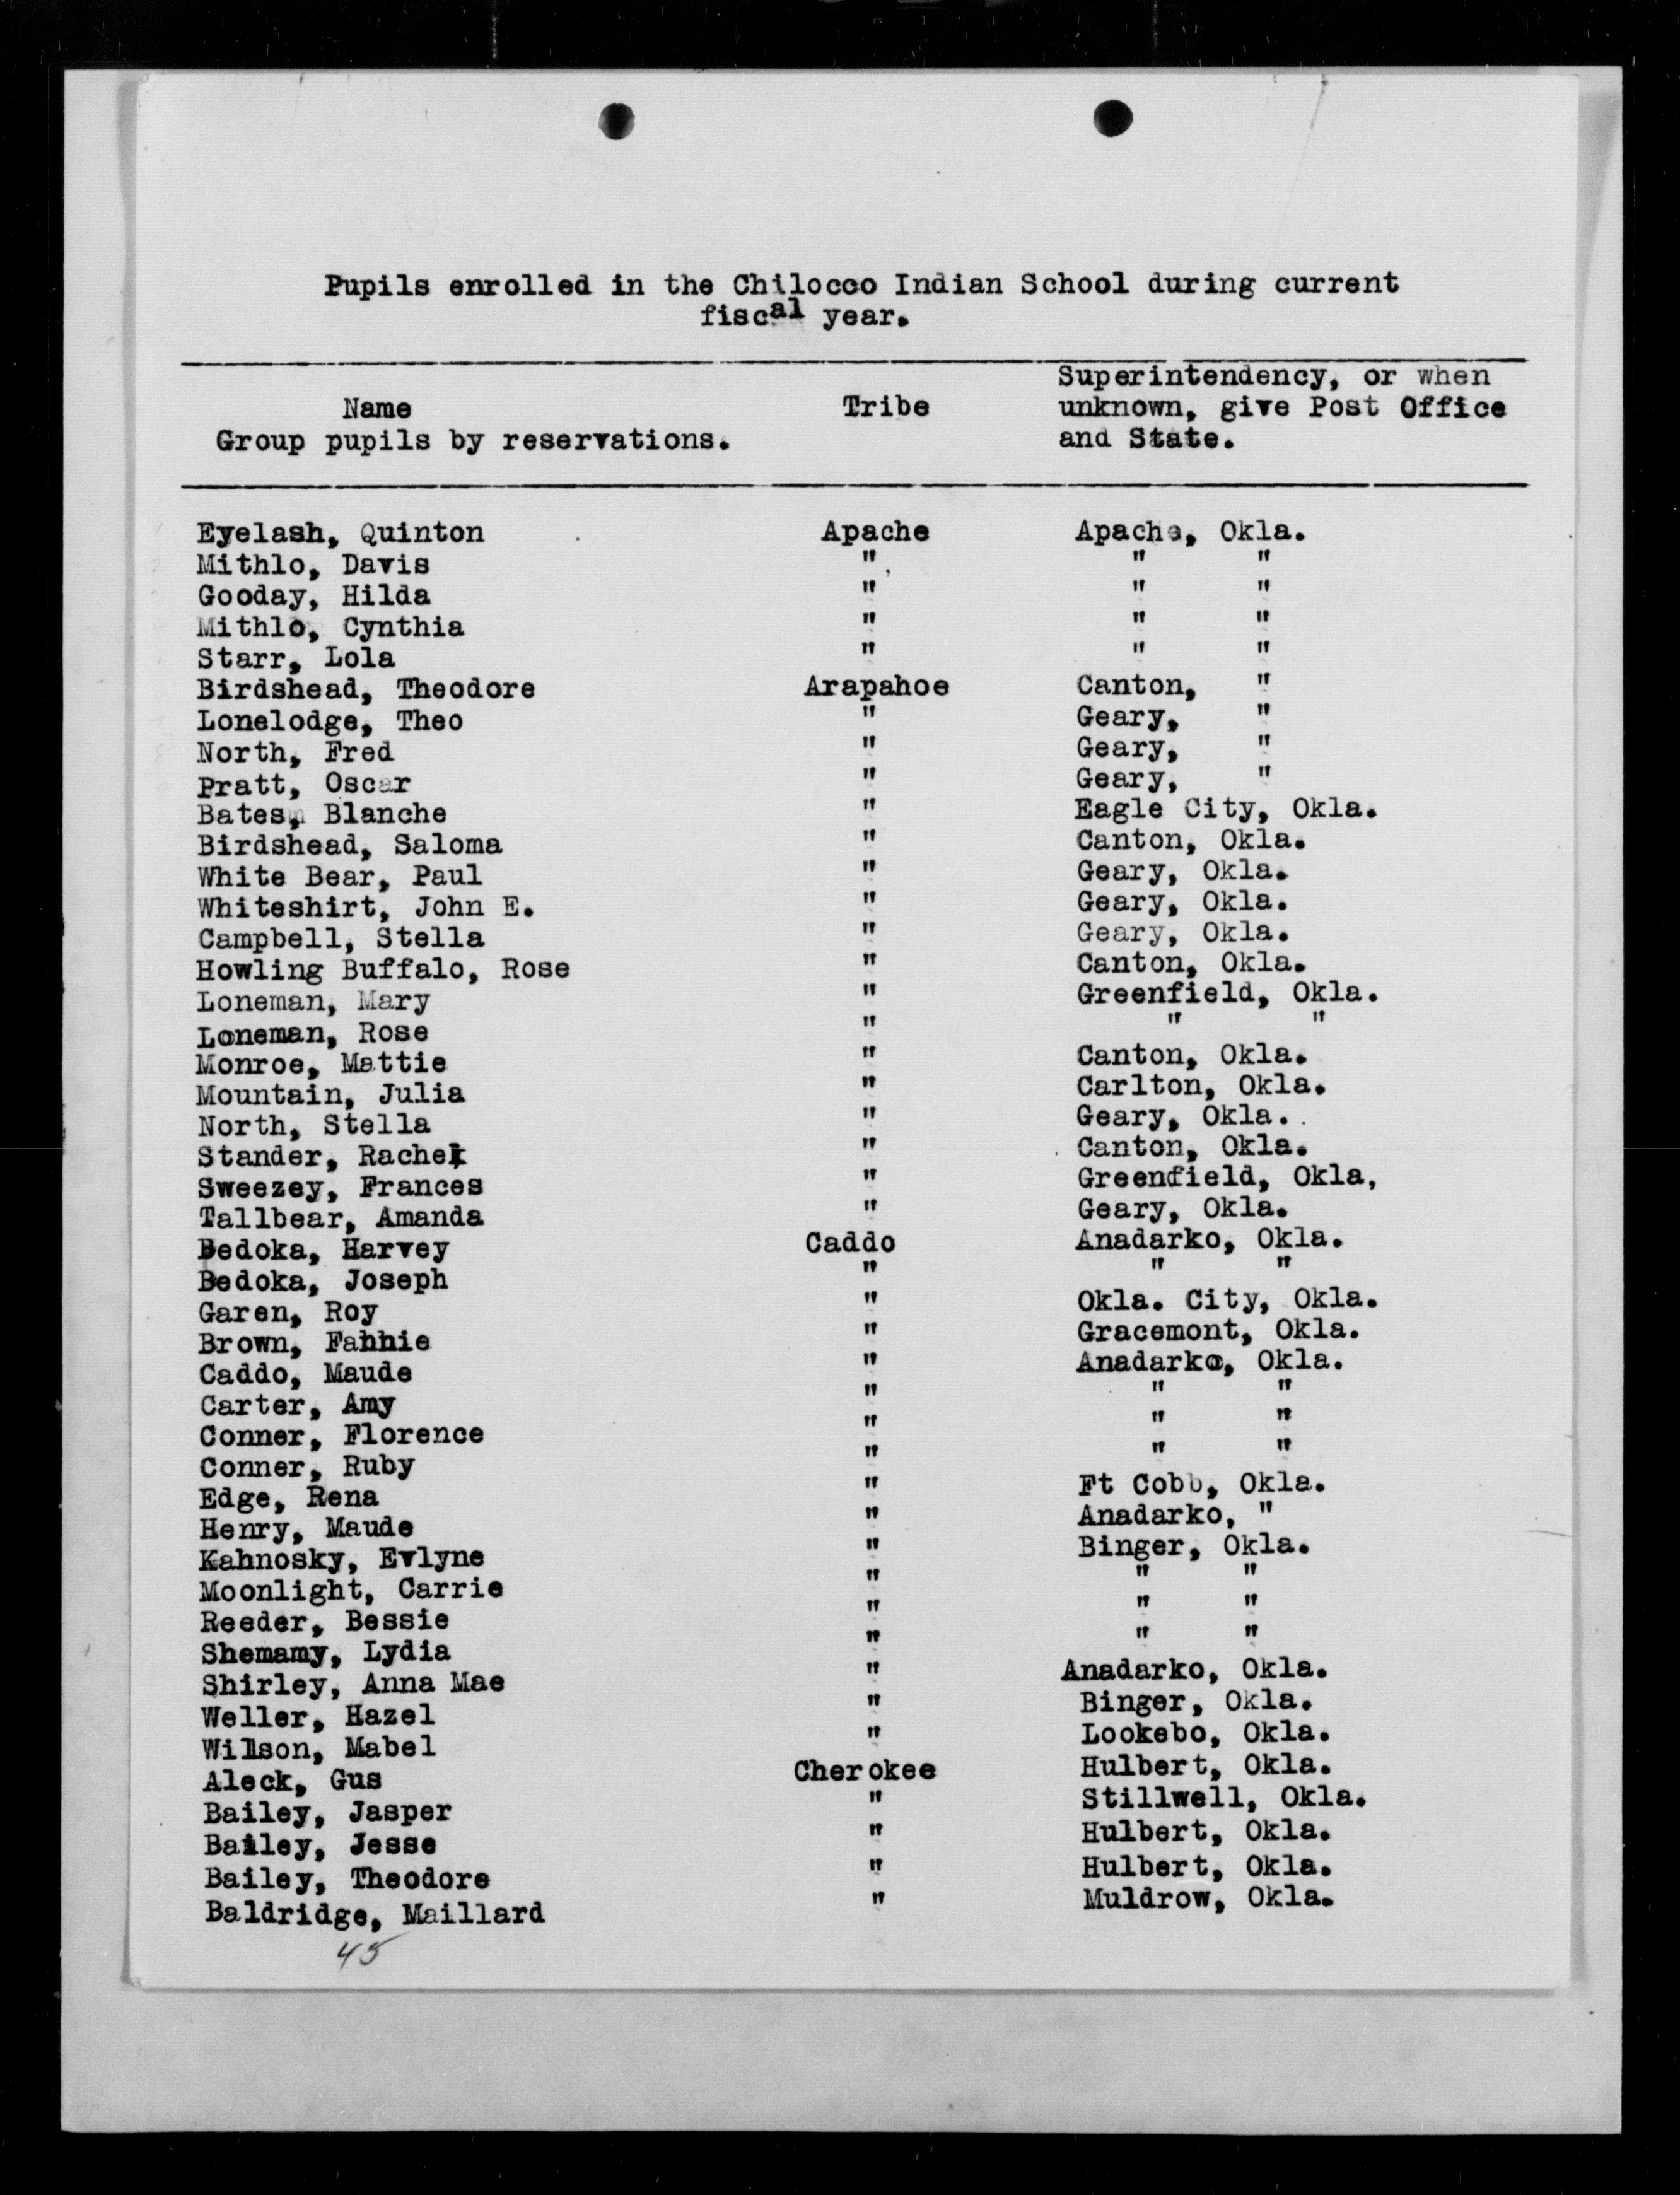 Pupils enrolled in the Chilocco Indian School during current
fiscal year.
Name
Group pupils by reservations.
Tribe
Superintendency, or when
unknown, give Post Office
and State.
Eyelash, Quinton Apache Apache, Okla.
Mithlo, Davis " " "
Gooday, Hilda " " "
Mithlo, Cynthia " " "
Starr, Lola " " "
Birdshead, Theodore Arapahoe Canton, "
Lonelodge, Theo " Geary, "
North, Fred " Geary, "
Pratt, Oscar " Geary, "
Bates, Blanche " Eagle City, Okla.
Birdshead, Saloma " Canton, Okla.
White Bear, Paul " Geary, Okla.
Whiteshirt, John E. " Geary, Okla.
Campbell, Stella " Geary, Okla.
Howling Buffalo, Rose " Canton, Okla.
Loneman, Mary " Greenfield, Okla.
Loneman, Rose " " "
Monroe, Mattie " Canton, Okla.
Mountain, Julia " Carlton, Okla.
North, Stella " Geary, Okla.
Stander, Rachel " Canton, Okla.
Sweezey, Frances " Greenfield, Okla,
Tallbear, Amanda " Geary, Okla.
Bedoka, Harvey Caddo Anadarko, Okla.
Bedoka, Joseph " " "
Garen, Roy " Okla. City, Okla.
Brown, Fahhie " Gracemont, Okla.
Caddo, Maude " Anadarko, Okla.
Carter, Amy " " "
Conner, Florence " " "
Conner, Ruby " " "
Edge, Rena " Ft Cobb, Okla.
Henry, Maude " Anadarko, "
Kahnosky, Evlyne " Binger, Okla.
Moonlight, Carrie " " "
Reeder, Bessie " " "
Shemamy, Lydia " " "
Shirley, Anna Mae " Anadarko, Okla.
Weller, Hazel " Binger, Okla.
Wilson, Mabel " Lookebo, Okla.
Aleck, Gus Cherokee Hulbert, Okla.
Bailey, Jasper " Stillwell, Okla.
Bailey, Jesse " Hulbert, Okla.
Bailey, Theodore " Hulbert, Okla.
Baldridge, Maillard " Muldrow, Okla.
45